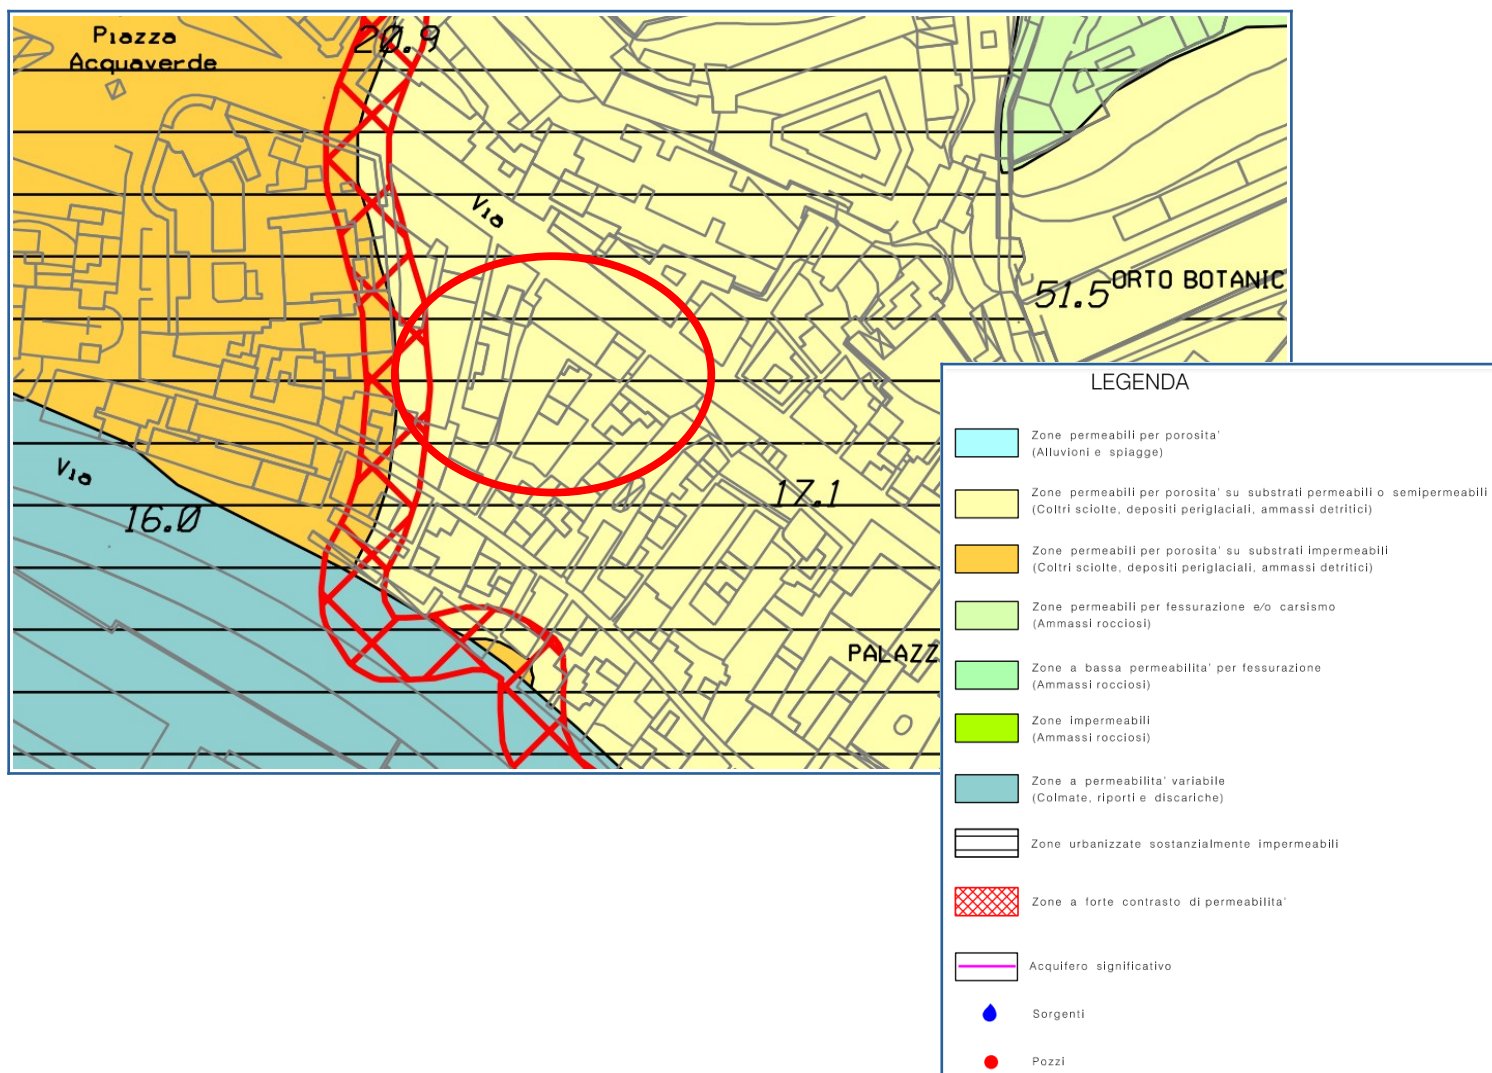 Piazza
Acquaverde
20.9
Via
51.5
ORTO BOTANIC
Via
16.0
17.1
PALAZZ
LEGENDA
Zone permeabili per porosita'
(Alluvioni e spiagge)
Zone permeabili per porosita' su substrati permeabili o semipermeabili
(Coltri sciolte, depositi periglaciali, ammassi detritici)
Zone permeabili per porosita' su substrati impermeabili
(Coltri sciolte, depositi periglaciali, ammassi detritici)
Zone permeabili per fessurazione e/o carsismo
(Ammassi rocciosi)
Zone a bassa permeabilita' per fessurazione
(Ammassi rocciosi)
Zone impermeabili
(Ammassi rocciosi)
Zone a permeabilita' variabile
(Colmate, riporti e discariche)
Zone urbanizzate sostanzialmente impermeabili
Zone a forte contrasto di permeabilita'
Acquifero significativo
Sorgenti
Pozzi